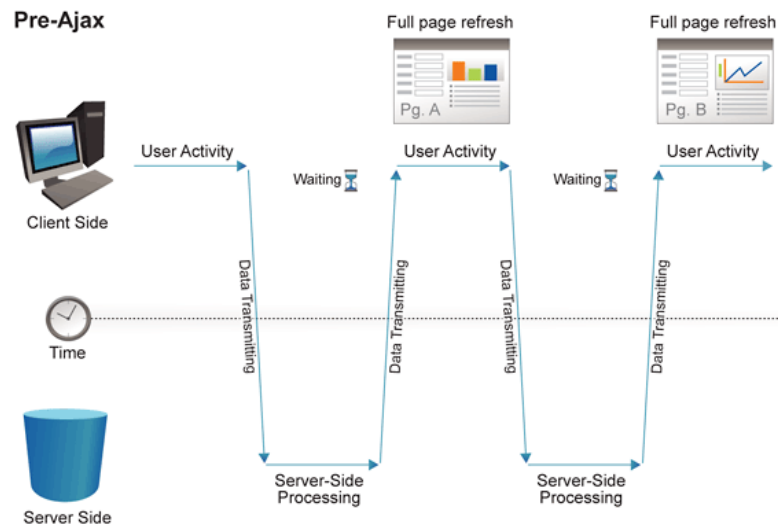 Pre-Ajax
Full page refresh
Full page refresh
Pg. A
Pg. B
User Activity
User Activity
User Activity
Waiting
Waiting
Client Side
Data Transmitting
Data Transmitting
Data Transmitting
Data Transmitting
Time
Server-Side
Processing
Server-Side
Processing
Server Side